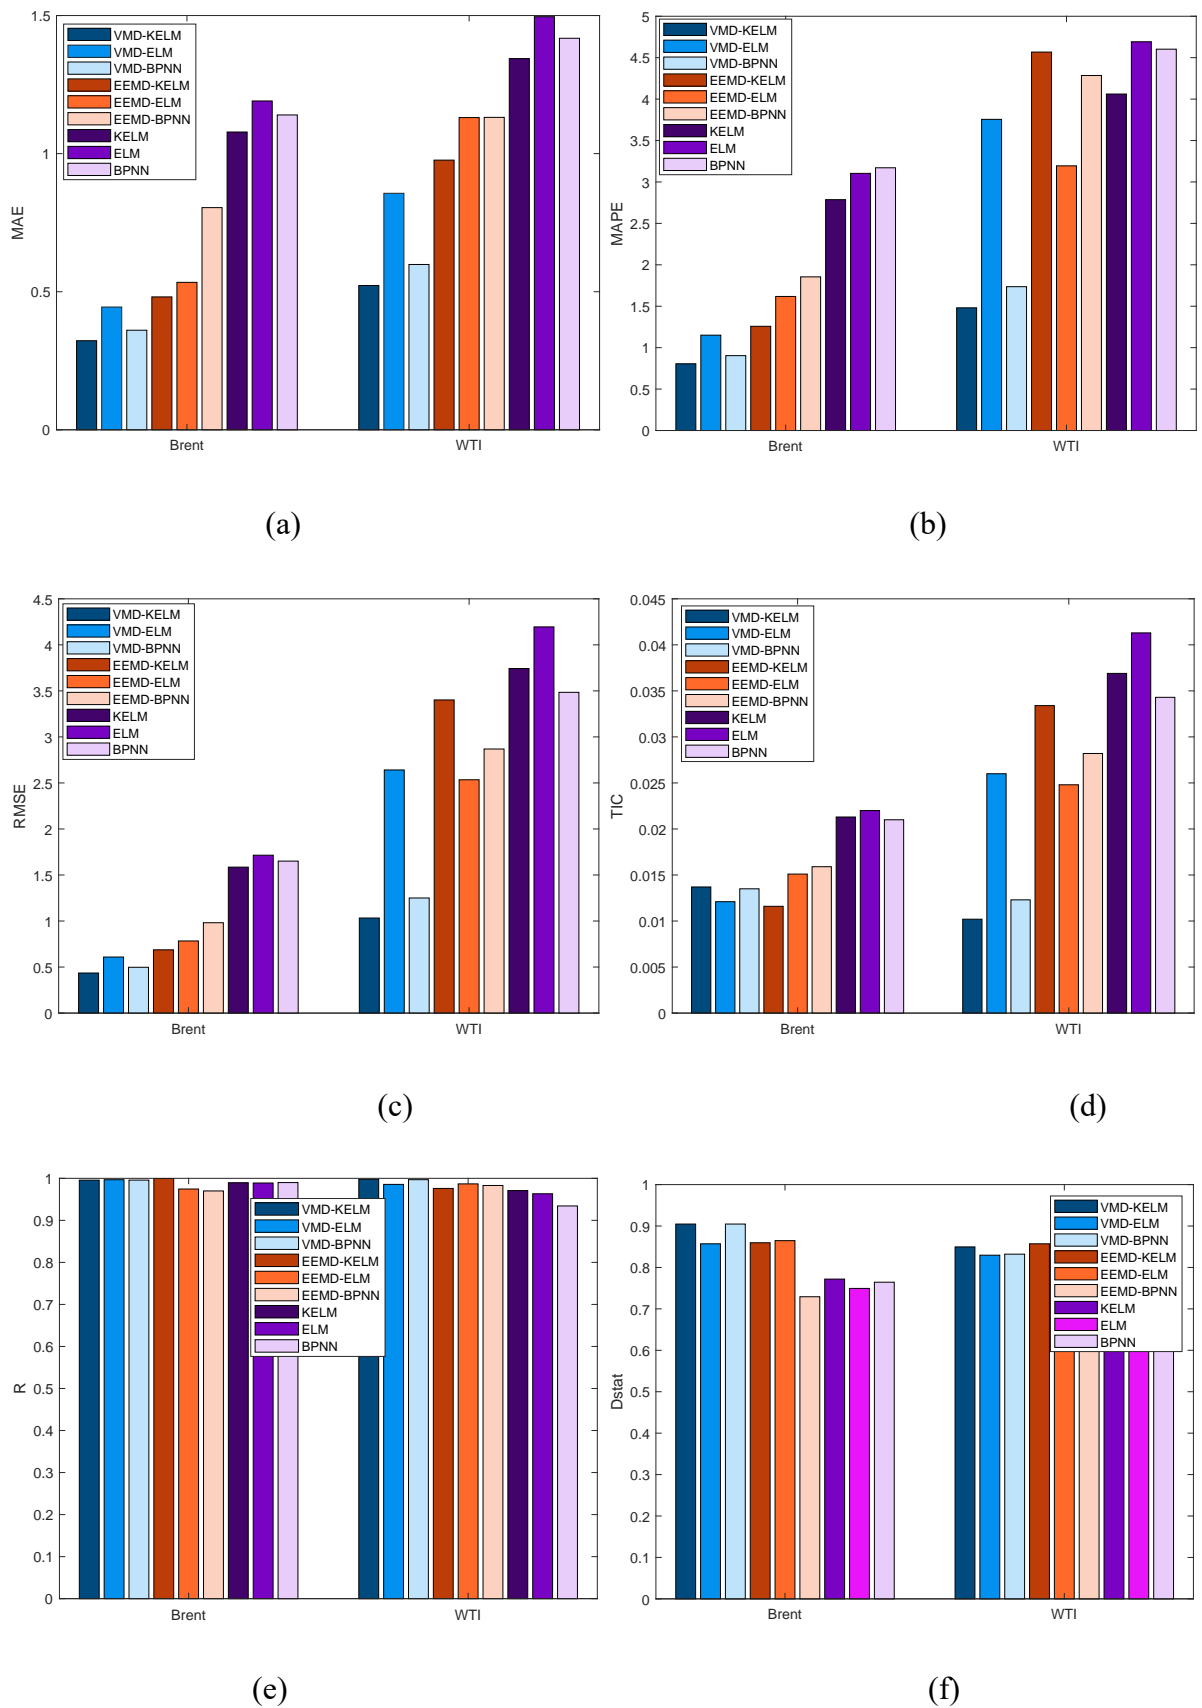 1.5
1
0.5
0
MAE
VMD-KELM
VMD-ELM
VMD-BPNN
EEMD-KELM
EEMD-ELM
EEMD-BPNN
KELM
ELM
BPNN
Brent
WTI
(a)
5
4.5
4
3.5
3
2.5
2
1.5
1
0.5
0
MAPE
VMD-KELM
VMD-ELM
VMD-BPNN
EEMD-KELM
EEMD-ELM
EEMD-BPNN
KELM
ELM
BPNN
Brent
WTI
(b)
4.5
4
3.5
3
2.5
2
1.5
1
0.5
0
RMSE
VMD-KELM
VMD-ELM
VMD-BPNN
EEMD-KELM
EEMD-ELM
EEMD-BPNN
KELM
ELM
BPNN
Brent
WTI
(c)
0.045
0.04
0.035
0.03
0.025
0.02
0.015
0.01
0.005
0
TIC
VMD-KELM
VMD-ELM
VMD-BPNN
EEMD-KELM
EEMD-ELM
EEMD-BPNN
KELM
ELM
BPNN
Brent
WTI
(d)
1
0.9
0.8
0.7
0.6
0.5
0.4
0.3
0.2
0.1
0
R
VMD-KELM
VMD-ELM
VMD-BPNN
EEMD-KELM
EEMD-ELM
EEMD-BPNN
KELM
ELM
BPNN
Brent
WTI
(e)
1
0.9
0.8
0.7
0.6
0.5
0.4
0.3
0.2
0.1
0
Dstat
VMD-KELM
VMD-ELM
VMD-BPNN
EEMD-KELM
EEMD-ELM
EEMD-BPNN
KELM
ELM
BPNN
Brent
WTI
(f)